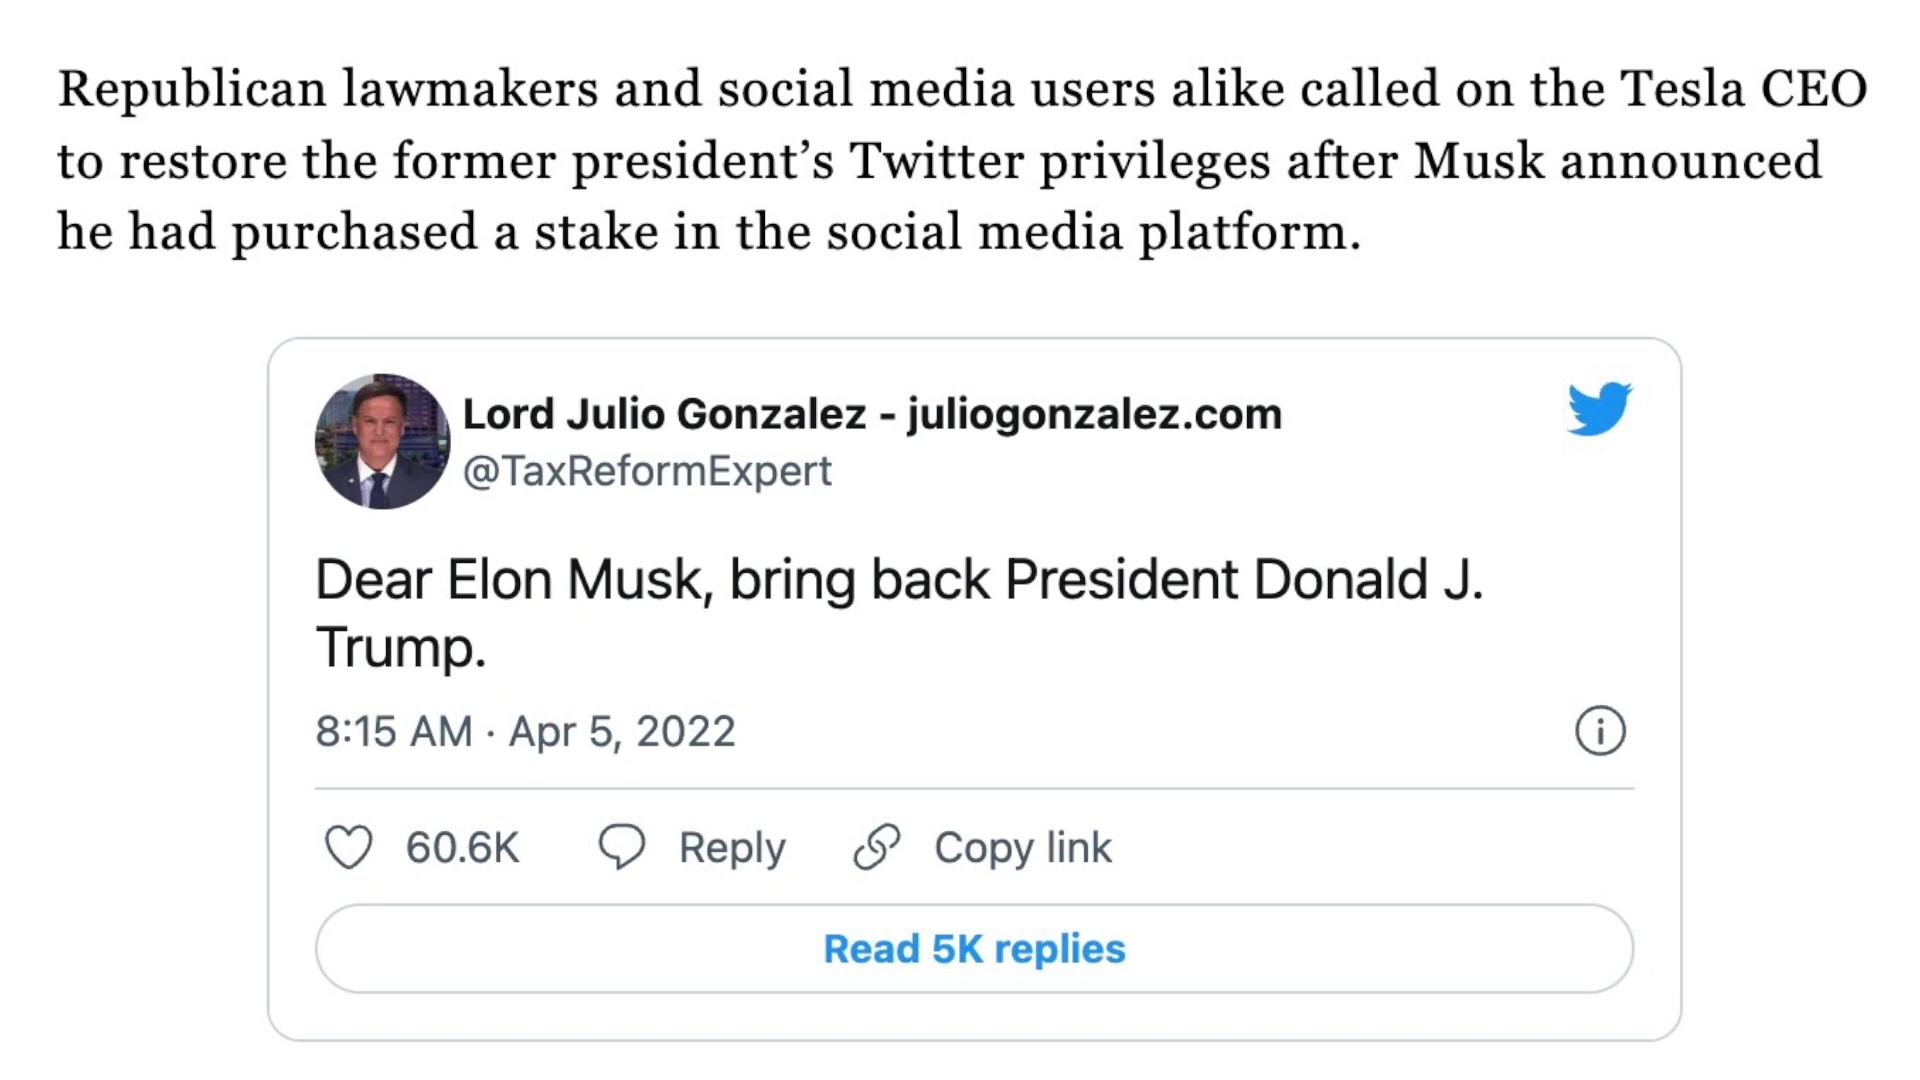 Republican lawmakers and social media users alike called on the Tesla CEO
to restore the former president’s Twitter privileges after Musk announced
he had purchased a stake in the social media platform.
Lord Julio Gonzalez - juliogonzalez.com
@TaxReformExpert
Dear Elon Musk, bring back President Donald J.
Trump.
8:15 AM · Apr 5, 2022
60.6K Reply Copy link
Read 5K replies